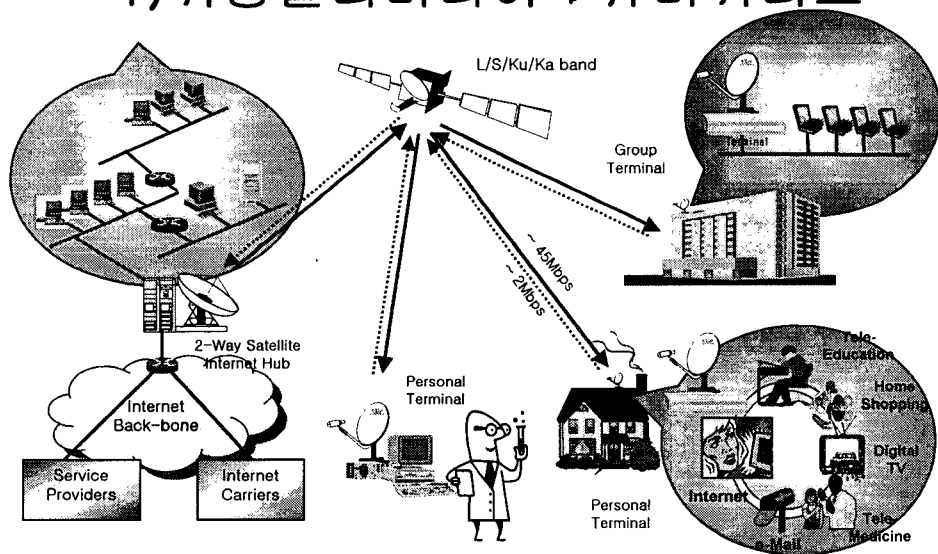 L/S/Ku/Ka band
Group
Terminal
Terminal
~ 45Mbps
~ 2Mbps
2-Way Satellite
Internet Hub
Internet
Back-bone
Service
Providers
Internet
Carriers
Personal
Terminal
Personal
Terminal
Tele-
Education
Home
Shopping
Digital
TV
Internet
e-Mail
Tele-
Medicine